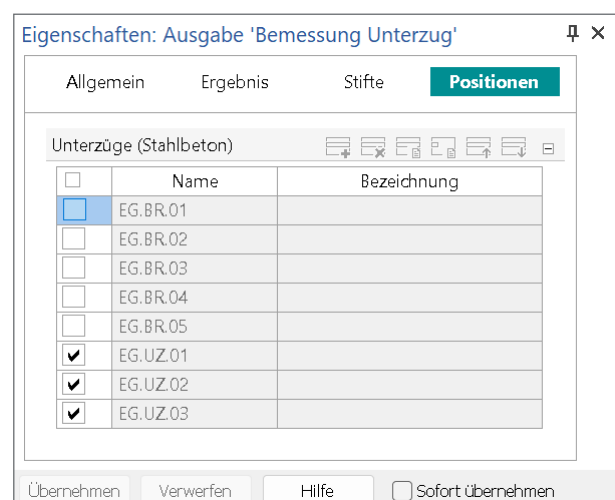 Eigenschaften: Ausgabe 'Bemessung Unterzug'
Allgemein Ergebnis Stifte Positionen
Unterzüge (Stahlbeton)
Name Bezeichnung
EG.BR.01
EG.BR.02
EG.BR.03
EG.BR.04
EG.BR.05
EG.UZ.01
EG.UZ.02
EG.UZ.03
Übernehmen Verwerfen Hilfe Sofort übernehmen